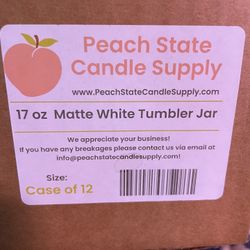 Peach State
Candle Supply
www.PeachStateCandleSupply.com
17 oz Matte White Tumbler Jar
We appreciate your business!
If you have any breakages please contact us via email at
info@peachstatecandlesupply.com!
Size:
Case of 12